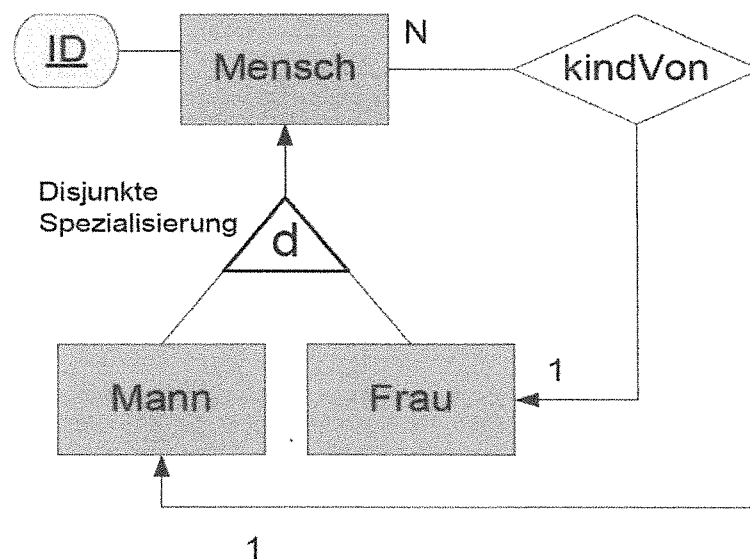 ID
Mensch
N
kindVon
Disjunkte
Spezialisierung
d
Mann
Frau
1
1